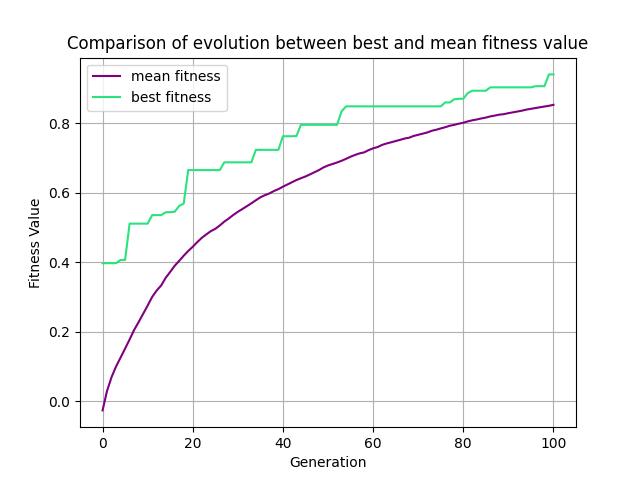 Comparison of evolution between best and mean fitness value
mean fitness
best fitness
Fitness Value
0.8
0.6
0.4
0.2
0.0
0 20 40 60 80 100
Generation